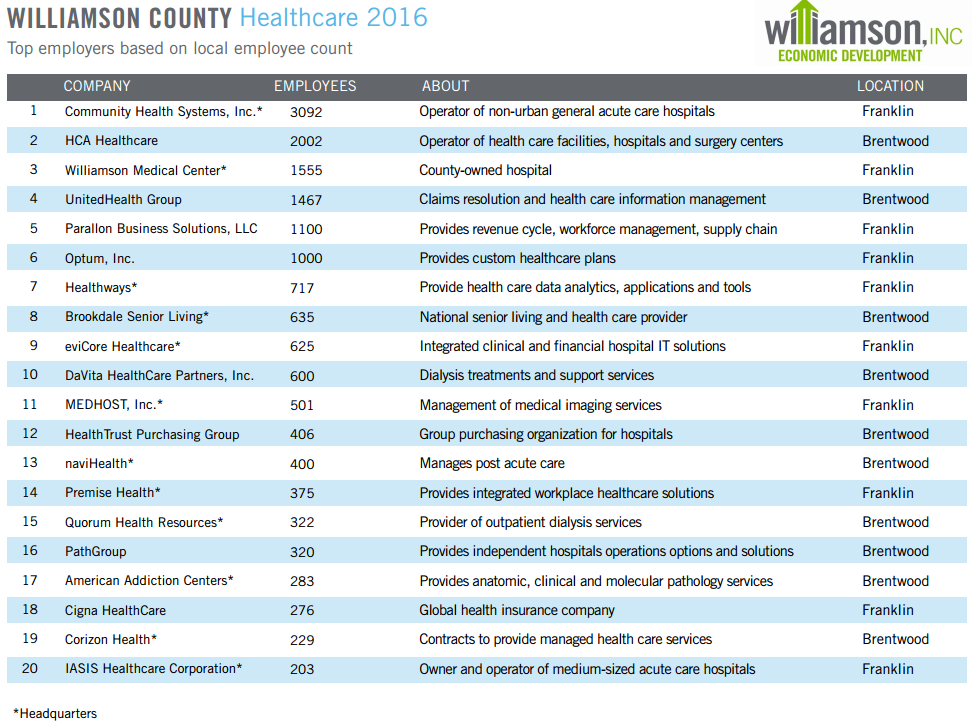 WILLIAMSON COUNTY Healthcare 2016
Top employers based on local employee count
williamson, INC
ECONOMIC DEVELOPMENT
COMPANY EMPLOYEES ABOUT LOCATION
1 Community Health Systems, Inc.* 3092 Operator of non-urban general acute care hospitals Franklin
2 HCA Healthcare 2002 Operator of health care facilities, hospitals and surgery centers Brentwood
3 Williamson Medical Center* 1555 County-owned hospital Franklin
4 UnitedHealth Group 1467 Claims resolution and health care information management Brentwood
5 Parallon Business Solutions, LLC 1100 Provides revenue cycle, workforce management, supply chain Franklin
6 Optum, Inc. 1000 Provides custom healthcare plans Franklin
7 Healthways* 717 Provide health care data analytics, applications and tools Franklin
8 Brookdale Senior Living* 635 National senior living and health care provider Brentwood
9 eviCore Healthcare* 625 Integrated clinical and financial hospital IT solutions Franklin
10 DaVita HealthCare Partners, Inc. 600 Dialysis treatments and support services Brentwood
11 MEDHOST, Inc.* 501 Management of medical imaging services Franklin
12 HealthTrust Purchasing Group 406 Group purchasing organization for hospitals Brentwood
13 naviHealth* 400 Manages post acute care Brentwood
14 Premise Health* 375 Provides integrated workplace healthcare solutions Franklin
15 Quorum Health Resources* 322 Provider of outpatient dialysis services Brentwood
16 PathGroup 320 Provides independent hospitals operations options and solutions Brentwood
17 American Addiction Centers* 283 Provides anatomic, clinical and molecular pathology services Brentwood
18 Cigna HealthCare 276 Global health insurance company Franklin
19 Corizon Health* 229 Contracts to provide managed health care services Brentwood
20 IASIS Healthcare Corporation* 203 Owner and operator of medium-sized acute care hospitals Franklin
*Headquarters